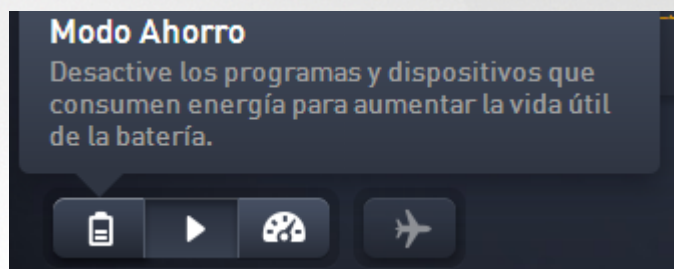 Modo Ahorro
Desactive los programas y dispositivos que
consumen energía para aumentar la vida útil
de la batería.